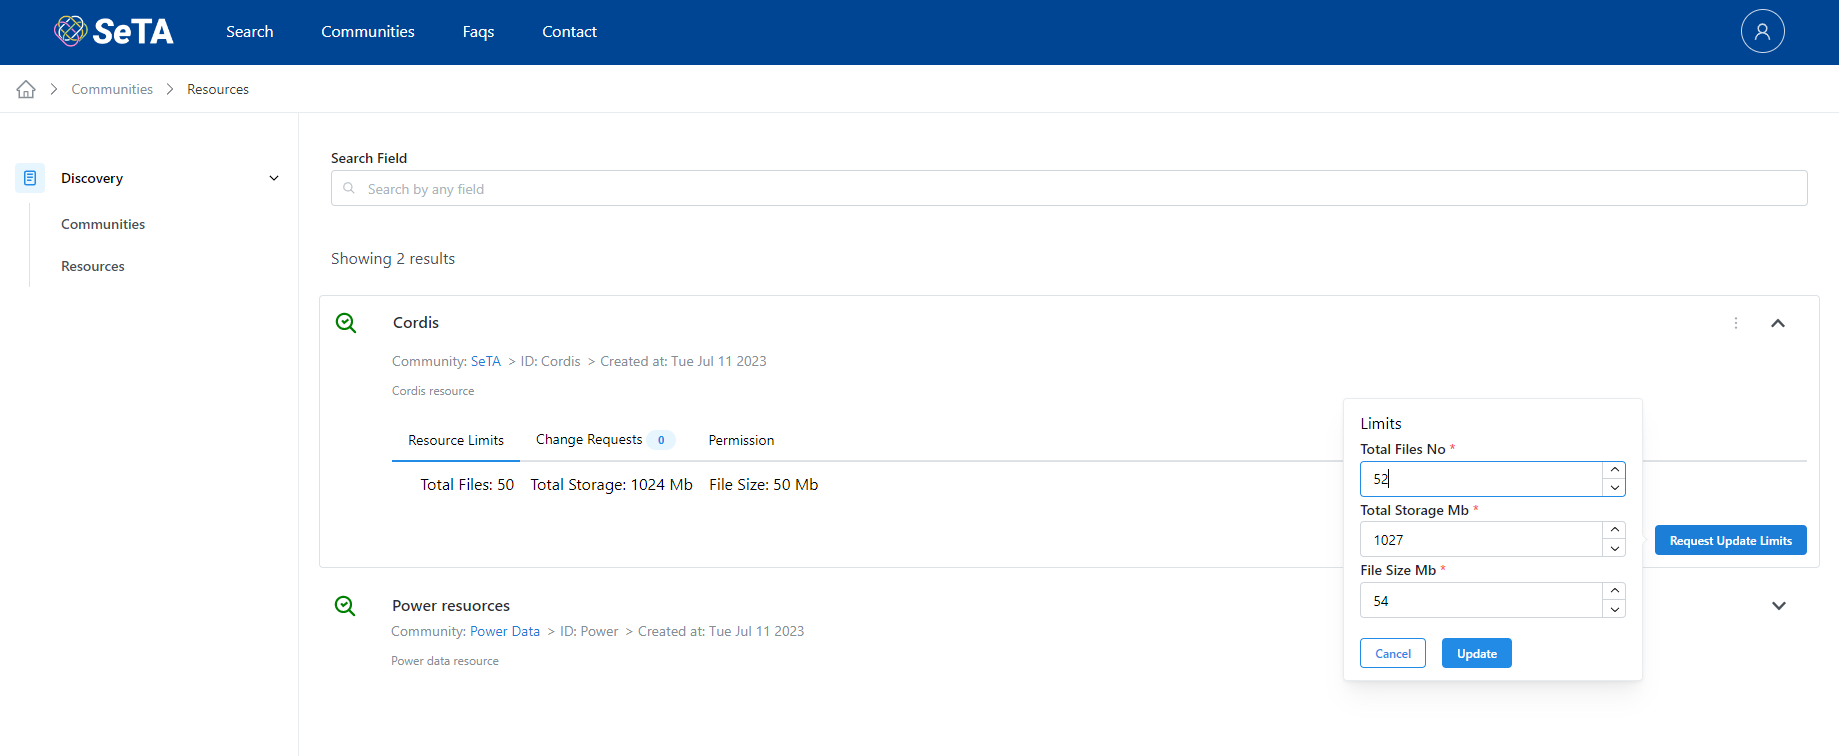 SeTA Search Communities Faqs Contact
Communities > Resources
Discovery
Communities
Resources
Search Field
Search by any field
Showing 2 results
Cordis
Community: SeTA > ID: Cordis > Created at: Tue Jul 11 2023
Cordis resource
Resource Limits Change Requests 0 Permission
Total Files: 50 Total Storage: 1024 Mb File Size: 50 Mb
Request Update Limits
Limits
Total Files No *
52
Total Storage Mb *
1027
File Size Mb *
54
Cancel Update
Power resuorces
Community: Power Data > ID: Power > Created at: Tue Jul 11 2023
Power data resource